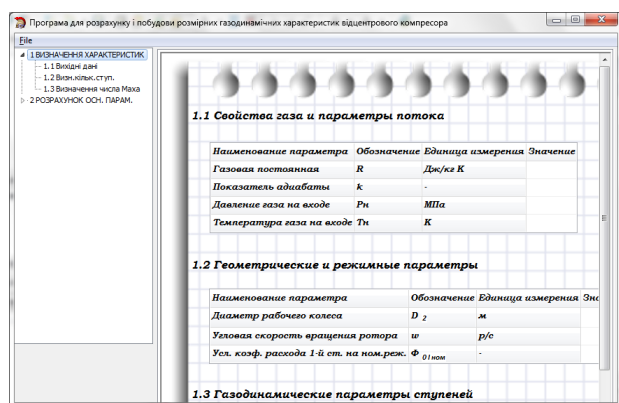 Програма для розрахунку і побудови розмірних газодинамічних характеристик відцентрового компресора
File
1 ВИЗНАЧЕННЯ ХАРАКТЕРИСТИК
1.1 Вихідні дані
1.2 Визн.кільк.ступ.
1.3 Визначення числа Маха
2 РОЗРАХУНОК ОСН. ПАРАМ.
1.1 Свойства газа и параметры потока
Наименование параметра Обозначение Единица измерения Значение
Газовая постоянная R Дж/кг К
Показатель адиабаты k -
Давление газа на входе Pн МПа
Температура газа на входе Тн К
1.2 Геометрические и режимные параметры
Наименование параметра Обозначение Единица измерения Зна
Диаметр рабочего колеса D 2 м
Угловая скорость вращения ротора w р/с
Усл. коэф. расхода 1-й ст. на ном.реж. Ф 0 I ном -
1.3 Газодинамические параметры ступеней